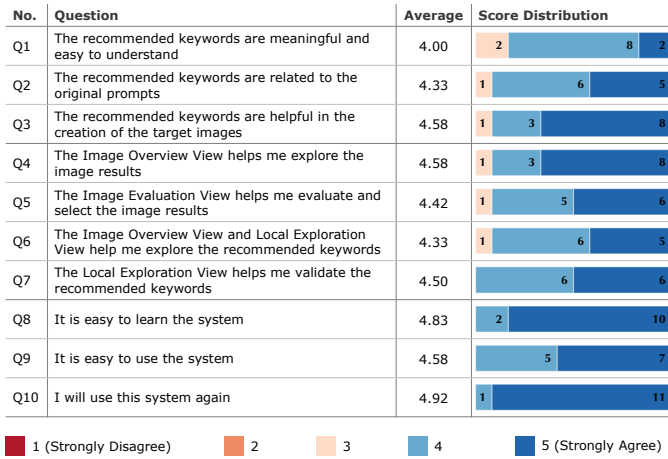 No. Question Average Score Distribution
Q1 The recommended keywords are meaningful and easy to understand 4.00 2 8 2
Q2 The recommended keywords are related to the original prompts 4.33 1 6 5
Q3 The recommended keywords are helpful in the creation of the target images 4.58 1 3 8
Q4 The Image Overview View helps me explore the image results 4.58 1 3 8
Q5 The Image Evaluation View helps me evaluate and select the image results 4.42 1 5 6
Q6 The Image Overview View and Local Exploration View help me explore the recommended keywords 4.33 1 6 5
Q7 The Local Exploration View helps me validate the recommended keywords 4.50 6 6
Q8 It is easy to learn the system 4.83 2 10
Q9 It is easy to use the system 4.58 5 7
Q10 I will use this system again 4.92 1 11
1 (Strongly Disagree) 2 3 4 5 (Strongly Agree)